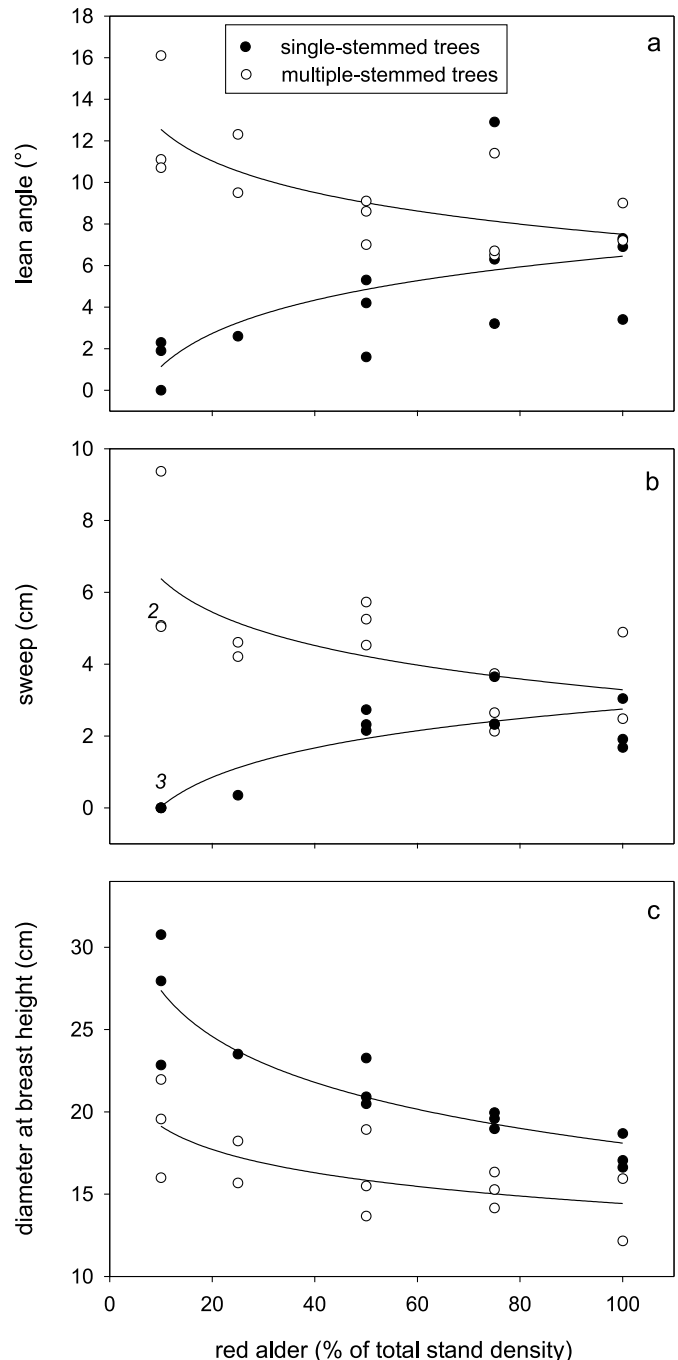 18
16
14
12
10
8
6
4
2
0
lean angle (°)
single-stemmed trees
multiple-stemmed trees
a
10
8
6
4
2
0
sweep (cm)
2
3
b
30
25
20
15
10
diameter at breast height (cm)
c
0 20 40 60 80 100
red alder (% of total stand density)